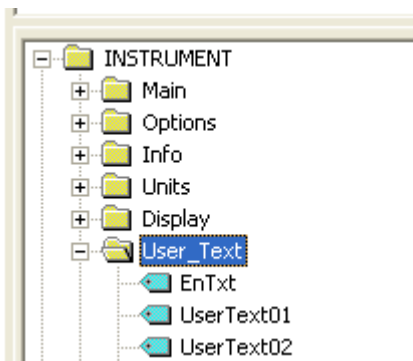 INSTRUMENT
Main
Options
Info
Units
Display
User_Text
EnTxt
UserText01
UserText02